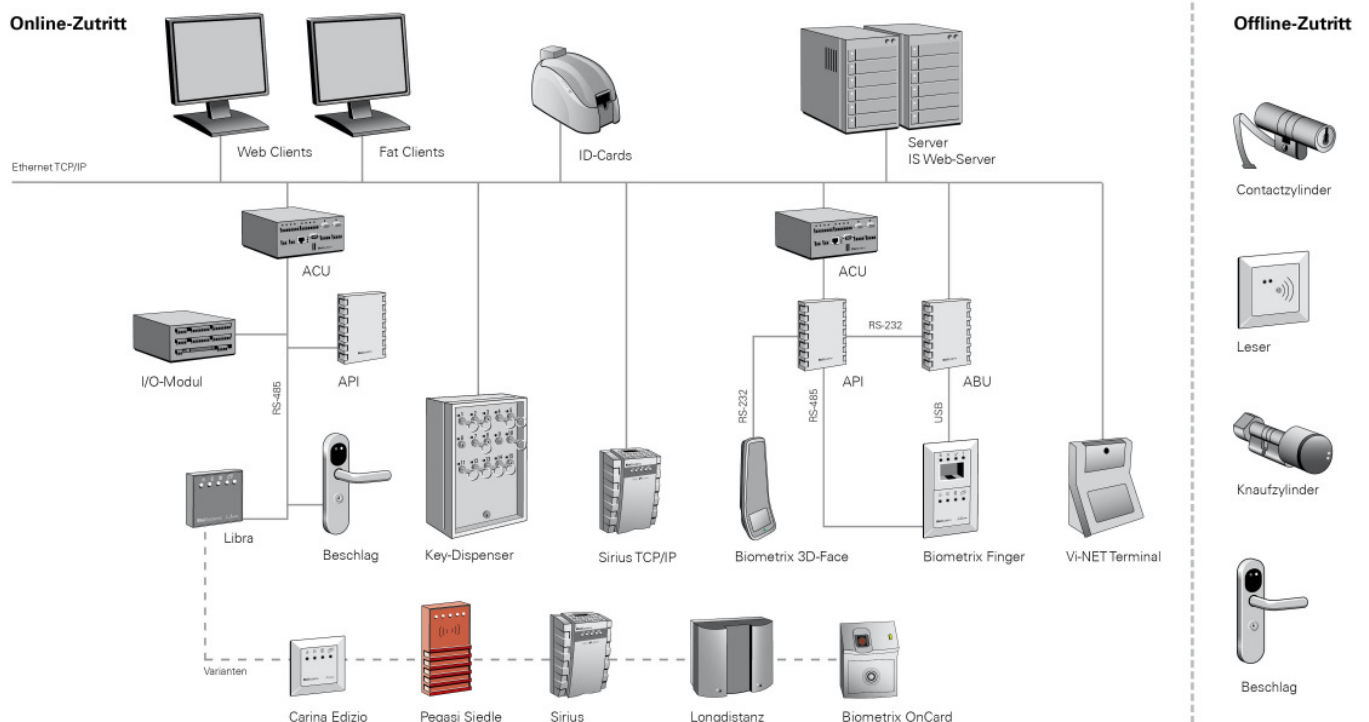 Online-Zutritt
Offline-Zutritt
Web Clients
Fat Clients
ID-Cards
Server
IS Web-Server
Ethernet TCP/IP
Contactzylinder
ACU
ACU
RS-232
Leser
I/O-Modul
API
API
ABU
RS-485
RS-232
RS-485
USB
Knaufzylinder
Libra
Beschlag
Key-Dispenser
Sirius TCP/IP
Biometrix 3D-Face
Biometrix Finger
Vi-NET Terminal
Varianten
Beschlag
Carina Edizio
Pegasi Siedle
Sirius
Longdistanz
Biometrix OnCard